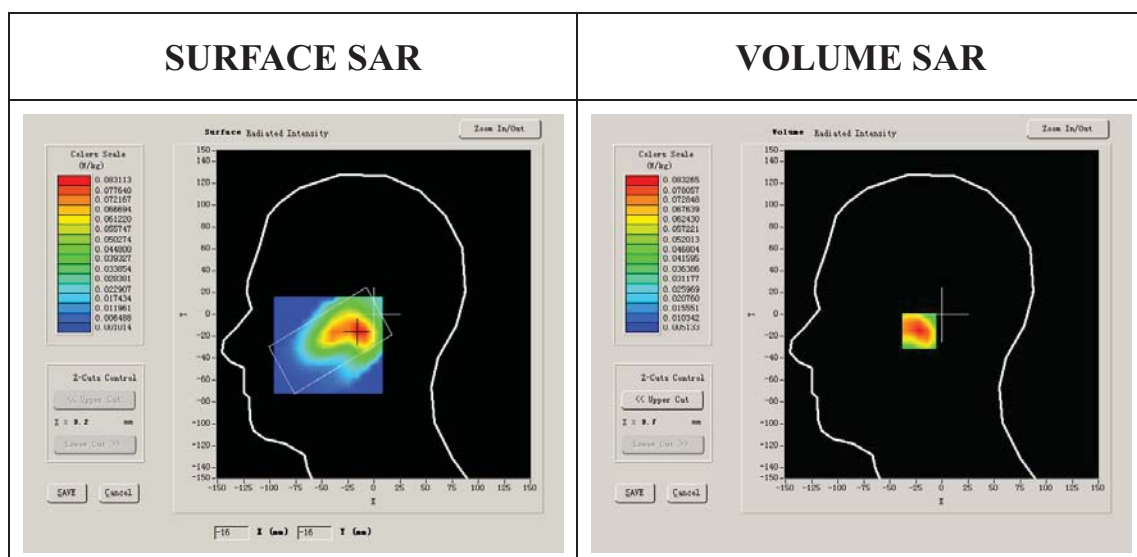 SURFACE SAR
VOLUME SAR
Surface Radiated Intensity
Zoom In/Out
Colors Scale
(W/kg)
0.083113
0.077640
0.072167
0.066694
0.061220
0.055747
0.050274
0.044800
0.039327
0.033854
0.028381
0.022907
0.017434
0.011961
0.006488
0.001014
150
140
120
100
80
60
40
20
0
-20
-40
-60
-80
-100
-120
-140
-150
Y
-150 -125 -100 -75 -50 -25 0 25 50 75 100 125 150
X
Z-Cuts Control
<< Upper Cut
mm
Lower Cut >>
SAVE Cancel
-16 X (mm) -16 Y (mm)
Volume Radiated Intensity
Zoom In/Out
Colors Scale
(W/kg)
0.083265
0.078057
0.072848
0.067639
0.062430
0.057221
0.052013
0.046804
0.041595
0.036386
0.031177
0.025969
0.020760
0.015551
0.010342
0.005133
150
140
120
100
80
60
40
20
0
-20
-40
-60
-80
-100
-120
-140
-150
Y
-150 -125 -100 -75 -50 -25 0 25 50 75 100 125 150
X
Z-Cuts Control
<< Upper Cut
mm
Lower Cut >>
SAVE Cancel